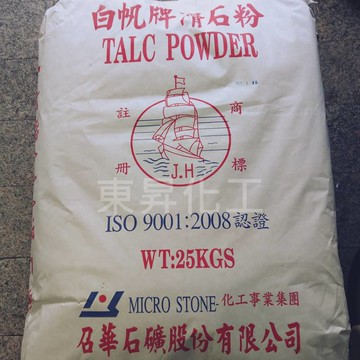 白帆牌滑石粉
TALC POWDER
註 商
J.H
冊 標
東昇化工
ISO 9001:2008認證
WT:25KGS
MICRO STONE-化工事業集團
召華石礦股份有限公司